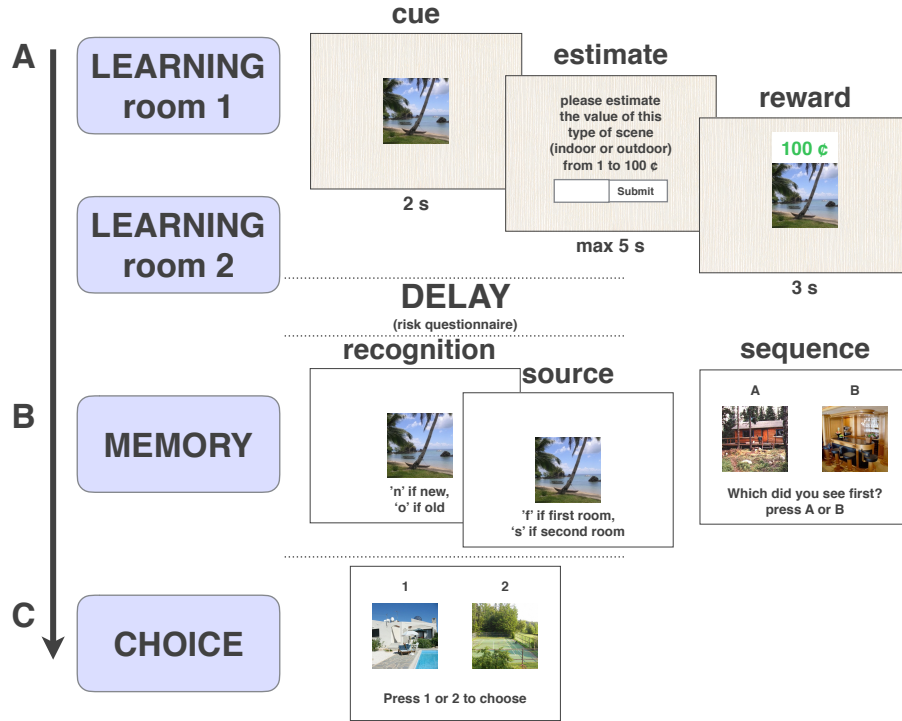 A
LEARNING
room 1
cue
2 s
estimate
please estimate
the value of this
type of scene
(indoor or outdoor)
from 1 to 100 ¢
Submit
max 5 s
reward
100 ¢
3 s
LEARNING
room 2
DELAY
(risk questionnaire)
B
MEMORY
recognition
'n' if new,
‘o’ if old
source
’f’ if first room,
‘s’ if second room
sequence
A B
Which did you see first?
press A or B
C
CHOICE
1 2
Press 1 or 2 to choose